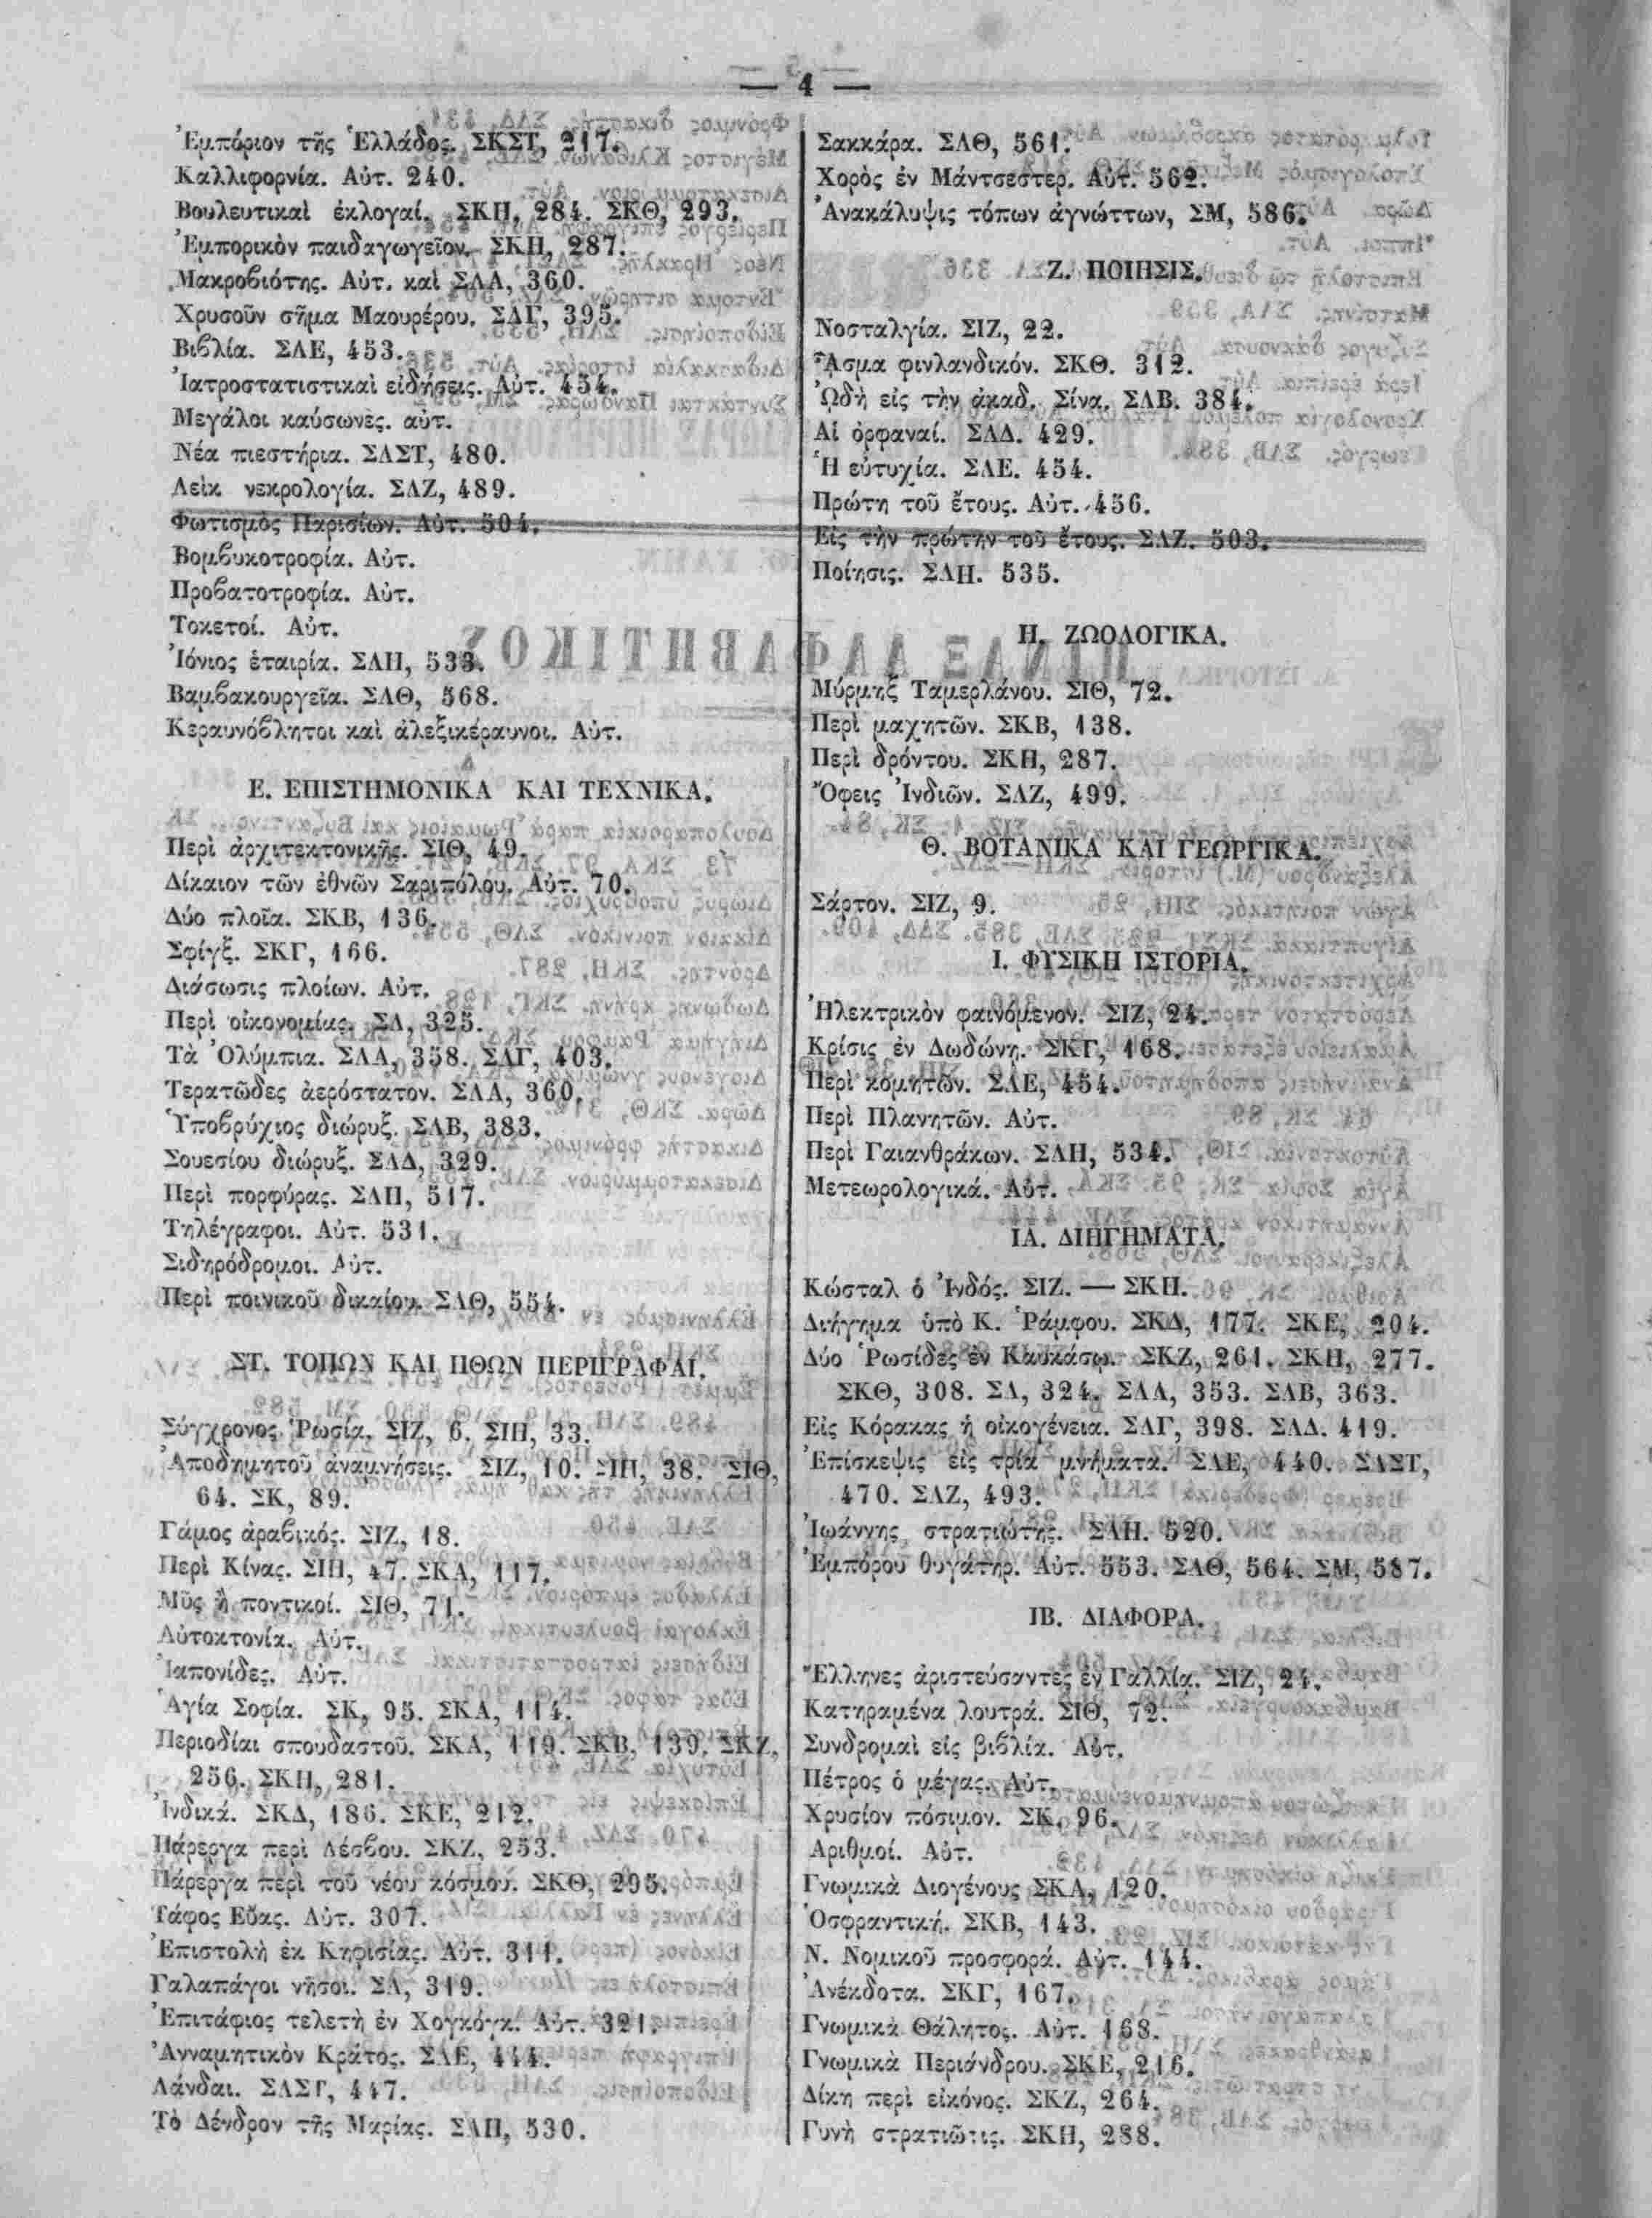 — 4 —
Ἐμπόριον τῆς Ἑλλάδος. ΣΚΣΤ, 217.
Καλλιφορνία. Αὐτ. 240.
Βουλευτικαὶ ἐκλογαί. ΣΚΗ, 284. ΣΚΘ, 293.
Ἐμπορικὸν παιδαγωγεῖον. ΣΚΗ, 287.
Μακροβιότης. Αὐτ. καὶ ΣΛΑ, 360.
Χρυσοῦν σῆμα Μαουρέρου. ΣΛΓ, 395.
Βιβλία. ΣΛΕ, 453.
Ἰατροστατιστικαὶ εἰδήσεις. Αὐτ. 454.
Μεγάλοι καύσωνὲς. αὐτ.
Νέα πιεστήρια. ΣΛΣΤ, 480.
Λεὶκ νεκρολογία. ΣΛΖ, 489.
Φωτισμὸς Παρισίων. Αὐτ. 504.
Βομβυκοτροφία. Αὐτ.
Προβατοτροφία. Αὐτ.
Τοκετοί. Αὐτ.
Ἰόνιος ἑταιρία. ΣΛΗ, 533.
Βαμβακουργεῖα. ΣΛΘ, 568.
Κεραυνόβλητοι καὶ ἀλεξικέραυνοι. Αὐτ.
Ε. ΕΠΙΣΤΗΜΟΝΙΚΑ ΚΑΙ ΤΕΧΝΙΚΑ.
Περὶ ἀρχιτεκτονικῆς. ΣΙΘ, 49.
Δίκαιον τῶν ἐθνῶν Σαριπόλου. Αὐτ. 70.
Δύο πλοῖα. ΣΚΒ, 136.
Σφίγξ. ΣΚΓ, 166.
Διάσωσις πλοίων. Αὐτ.
Περὶ οἰκονομίας. ΣΛ, 325.
Τὰ Ὀλύμπια. ΣΛΑ, 358. ΣΛΓ, 403.
Τερατῶδες ἀερόστατον. ΣΛΑ, 360.
Ὑποβρύχιος διώρυξ. ΣΛΒ, 383.
Σουεσίου διώρυξ. ΣΛΔ, 329.
Περὶ πορφύρας. ΣΛΗ, 517.
Τηλέγραφοι. Αὐτ. 531.
Σιδηρόδρομοι. Αὐτ.
Περὶ ποινικοῦ δικαίου. ΣΛΘ, 554.
ΣΤ. ΤΟΠΩΝ ΚΑΙ ΗΘΩΝ ΠΕΡΙΓΡΑΦΑΙ.
Σύγχρονος Ῥωσία. ΣΙΖ, 6. ΣΙΗ, 33.
Ἀποδημητοῦ ἀναμνήσεις. ΣΙΖ, 10. ΣΙΗ, 38. ΣΙΘ,
64. ΣΚ, 89.
Γάμος ἀραβικός. ΣΙΖ, 18.
Περὶ Κίνας. ΣΙΗ, 47. ΣΚΑ, 117.
Μῦς ἢ ποντικοί. ΣΙΘ, 71.
Αὐτοκτονία. Αὐτ.
Ἰαπονίδες. Αὐτ.
Ἁγία Σοφία. ΣΚ, 95. ΣΚΑ, 114.
Περιοδίαι σπουδαστοῦ. ΣΚΑ, 119. ΣΚΒ, 139. ΣΚΖ,
256. ΣΚΗ, 281.
Ἰνδικά. ΣΚΔ, 186. ΣΚΕ, 212.
Πάρεργα περὶ Λέσβου. ΣΚΖ, 253.
Πάρεργα περὶ τοῦ νέου κόσμου. ΣΚΘ, 295.
Τάφος Εὔας. Αὐτ. 307.
Ἐπιστολὴ ἐκ Κηφισίας. Αὐτ. 311.
Γαλαπάγοι νῆσοι. ΣΛ, 319.
Ἐπιτάφιος τελετὴ ἐν Χογκόγκ. Αὐτ. 321.
Ἀνναμητικὸν Κράτος. ΣΛΕ, 444.
Λάνδαι. ΣΛΣΤ, 447.
Τὸ Δένδρον τῆς Μαρίας. ΣΛΗ, 530.
Σακκάρα. ΣΛΘ, 561.
Χορὸς ἐν Μάντσεστερ. Αὐτ. 562.
Ἀνακάλυψις τόπων ἀγνώττων, ΣΜ, 586.
Ζ. ΠΟΙΗΣΙΣ.
Νοσταλγία. ΣΙΖ, 22.
ᾎσμα φινλανδικόν. ΣΚΘ. 312.
ᾨδὴ εἰς τὴν ἀκαδ. Σίνα. ΣΛΒ. 384.
Αἱ ὀρφαναί. ΣΛΔ. 429.
Ἡ εὐτυχία. ΣΛΕ. 454.
Πρώτη τοῦ ἔτους. Αὐτ. 456.
Εἰς τὴν πρώτην τοῦ ἔτους. ΣΛΖ. 503.
Ποίησις. ΣΛΗ. 535.
Η. ΖΩΟΛΟΓΙΚΑ.
Μύρμηξ Ταμερλάνου. ΣΙΘ, 72.
Περὶ μαχητῶν. ΣΚΒ, 138.
Περὶ δρόντου. ΣΚΗ, 287.
Ὄφεις Ἰνδιῶν. ΣΛΖ, 499.
Θ. ΒΟΤΑΝΙΚΑ ΚΑΙ ΓΕΩΡΓΙΚΑ.
Σάρτον. ΣΙΖ, 9.
Ι. ΦΥΣΙΚΗ ΙΣΤΟΡΙΑ.
Ἠλεκτρικὸν φαινόμενον. ΣΙΖ, 24.
Κρίσις ἐν Δωδώνη. ΣΚΓ, 168.
Περὶ κομητῶν. ΣΛΕ, 454.
Περὶ Πλανητῶν. Αὐτ.
Περὶ Γαιανθράκων. ΣΛΗ, 534.
Μετεωρολογικά. Αὐτ.
ΙΑ. ΔΙΗΓΗΜΑΤΑ.
Κώσταλ ὁ Ἰνδός. ΣΙΖ. — ΣΚΗ.
Διήγημα ὑπὸ Κ. Ῥάμφου. ΣΚΔ, 177. ΣΚΕ, 204.
Δύο Ῥωσίδες ἐν Καυκάσῳ. ΣΚΖ, 261. ΣΚΗ, 277.
ΣΚΘ, 308. ΣΛ, 324. ΣΛΑ, 353. ΣΛΒ, 363.
Εἰς Κόρακας ἡ οἰκογένεια. ΣΛΓ, 398. ΣΛΔ. 419.
Ἐπίσκεψις εἰς τρία μνήματα. ΣΛΕ, 440. ΣΛΣΤ,
470. ΣΛΖ, 493.
Ἰωάννης στρατιώτης. ΣΛΗ. 520.
Ἐμπόρου θυγάτηρ. Αὐτ. 553. ΣΛΘ, 564. ΣΜ, 587.
ΙΒ. ΔΙΑΦΟΡΑ.
Ἕλληνες ἀριστεύσαντες ἐν Γαλλία. ΣΙΖ, 24.
Κατηραμένα λουτρά. ΣΙΘ, 72.
Συνδρομαὶ εἰς βιβλία. Αὐτ.
Πέτρος ὁ μέγας. Αὐτ.
Χρυσίον πόσιμον. ΣΚ, 96.
Αριθμοί. Αὐτ.
Γνωμικὰ Διογένους ΣΚΑ, 120.
Ὀσφραντική. ΣΚΒ, 143.
Ν. Νομικοῦ προσφορά. Αὐτ. 144.
Ἀνέκδοτα. ΣΚΓ, 167.
Γνωμικὰ Θάλητος. Αὐτ. 168.
Γνωμικὰ Περιάνδρου. ΣΚΕ, 216.
Δίκη περὶ εἰκόνος. ΣΚΖ, 264.
Γυνὴ στρατιῶτις. ΣΚΗ, 288.